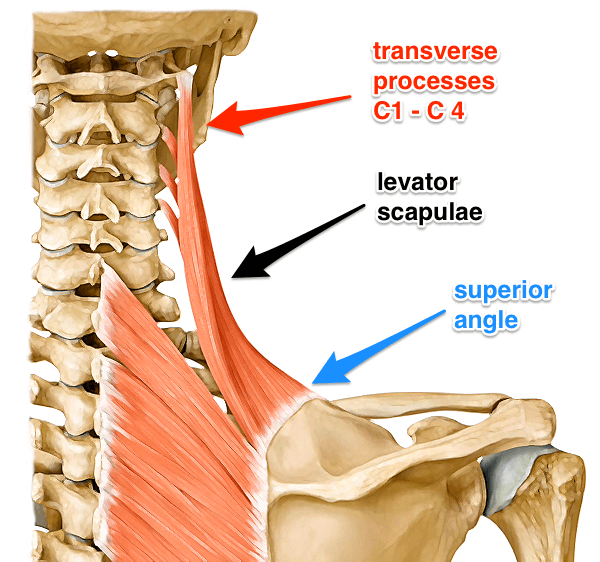 transverse
processes
C1 - C 4
levator
scapulae
superior
angle